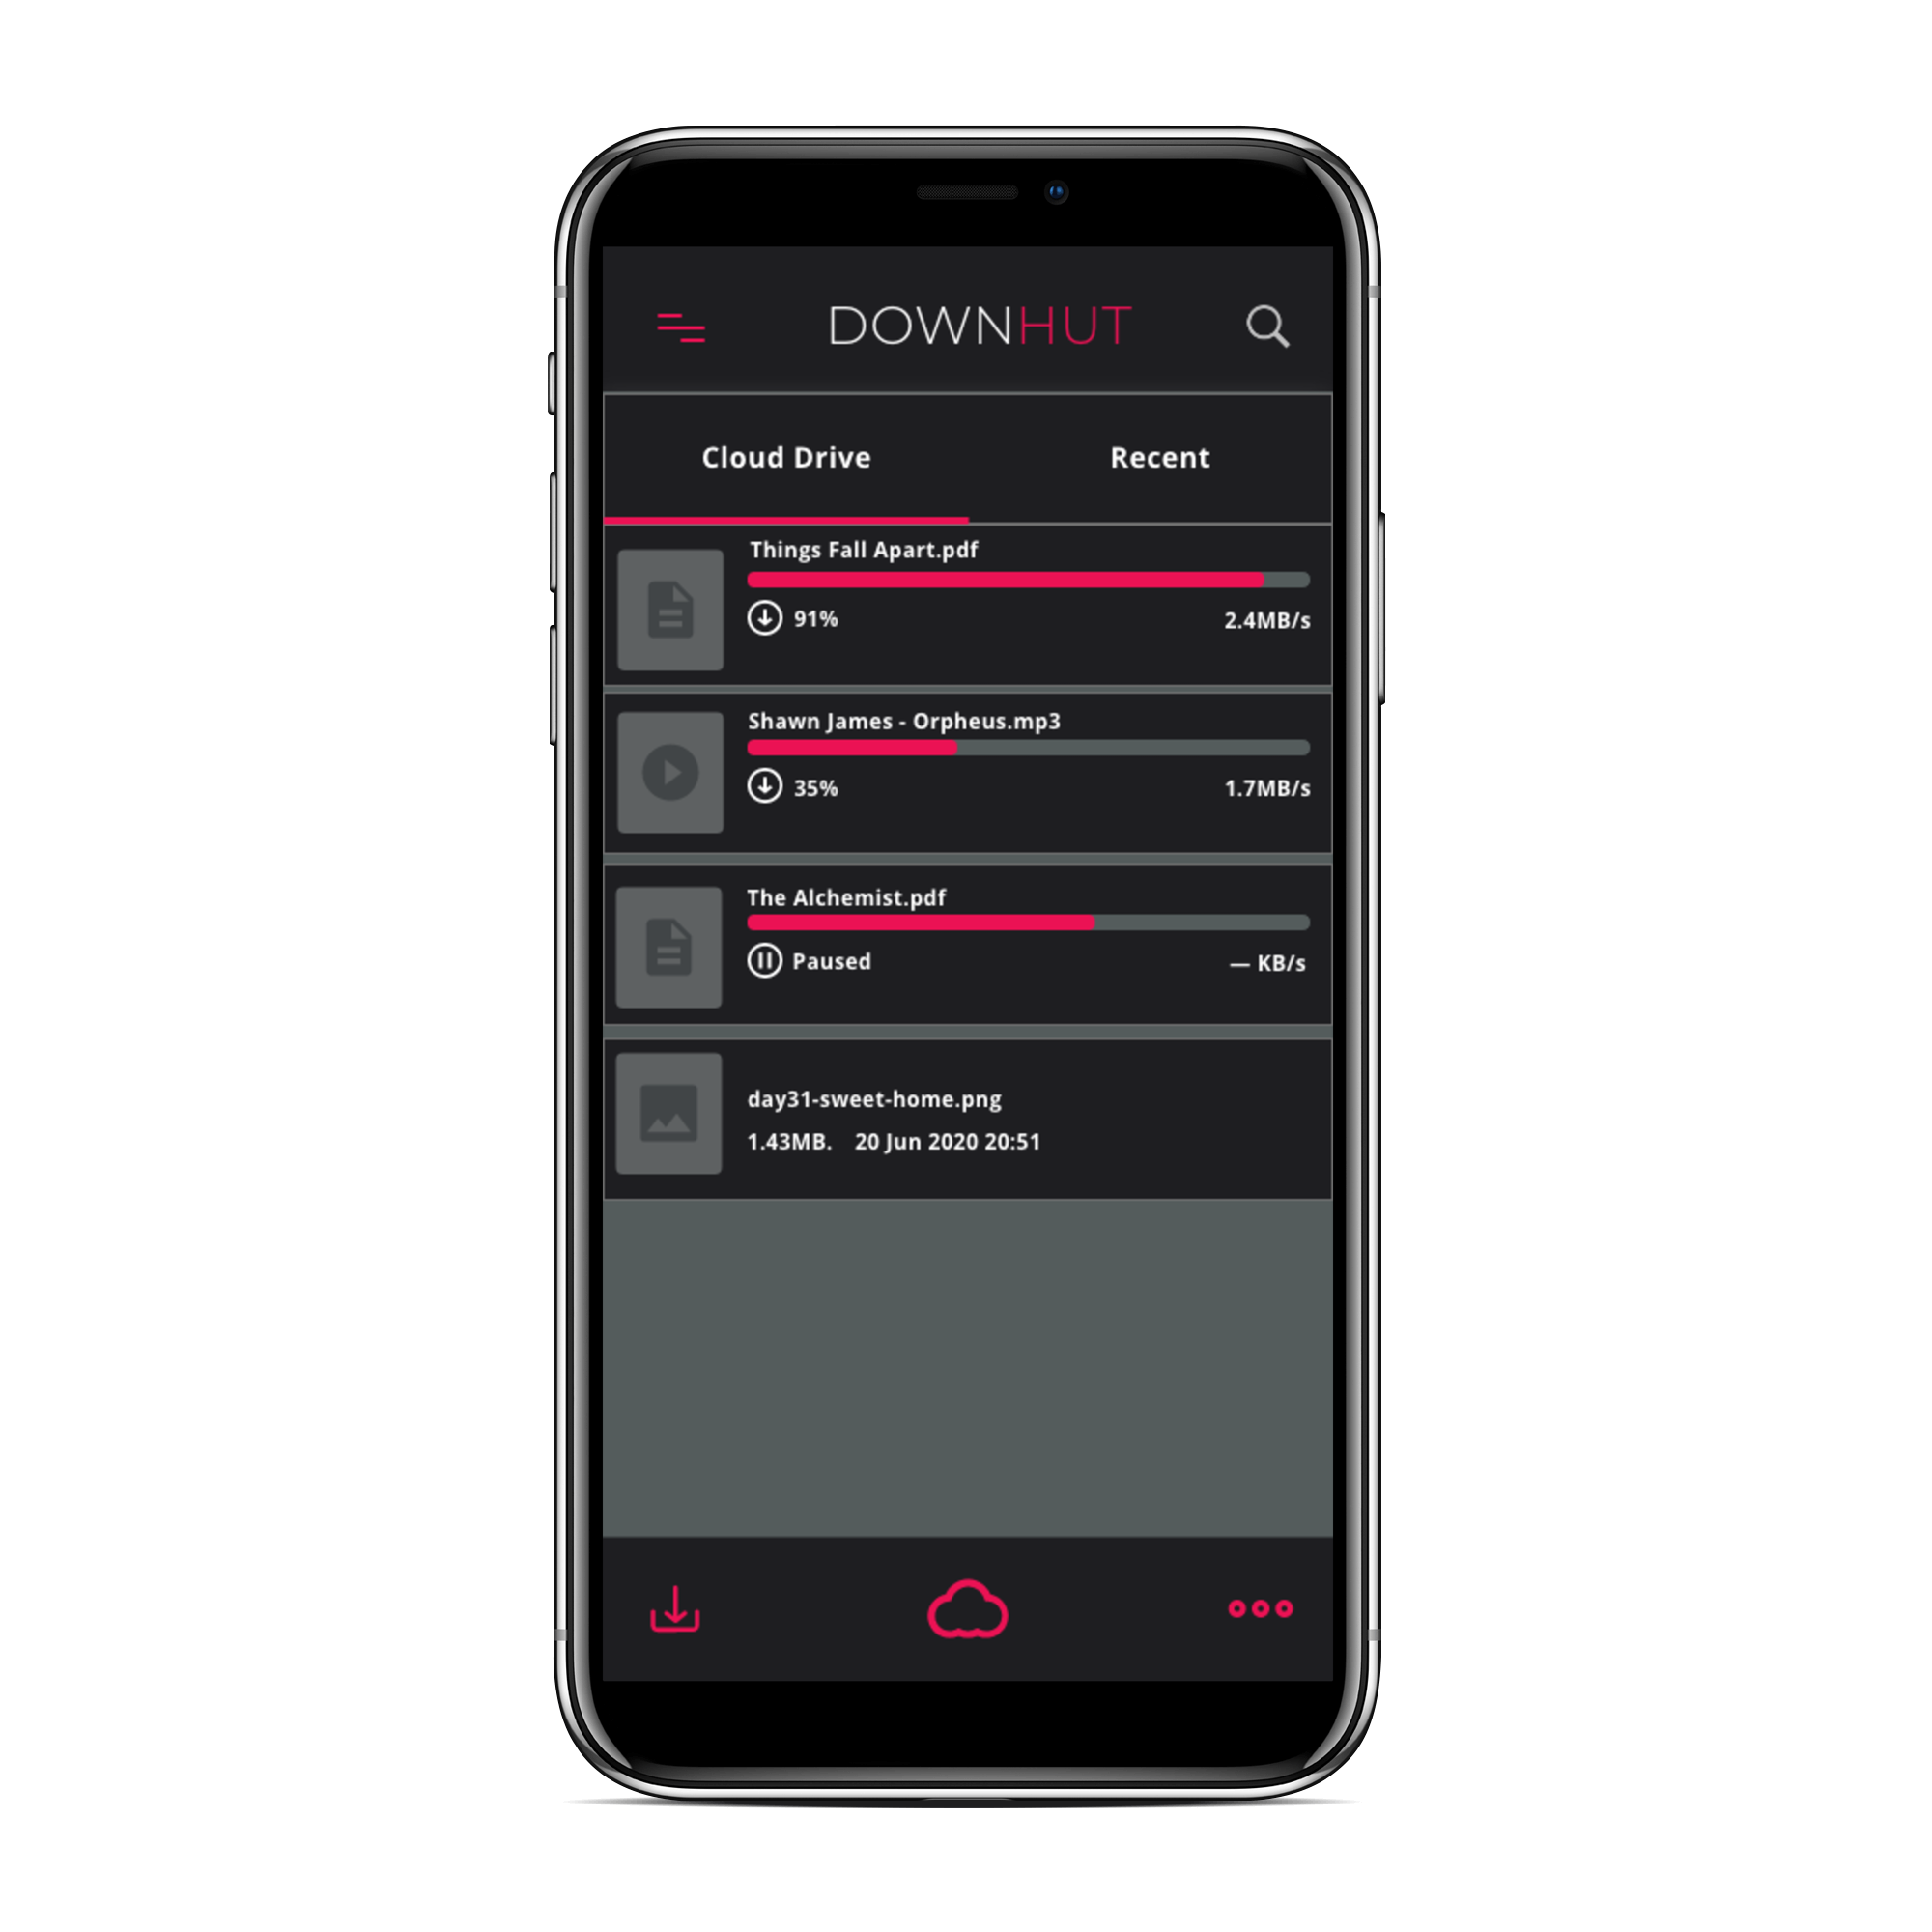 DOWNHUT
Cloud Drive Recent
Things Fall Apart.pdf
91% 2.4MB/s
Shawn James - Orpheus.mp3
35% 1.7MB/s
The Alchemist.pdf
Paused — KB/s
day31-sweet-home.png
1.43MB. 20 Jun 2020 20:51